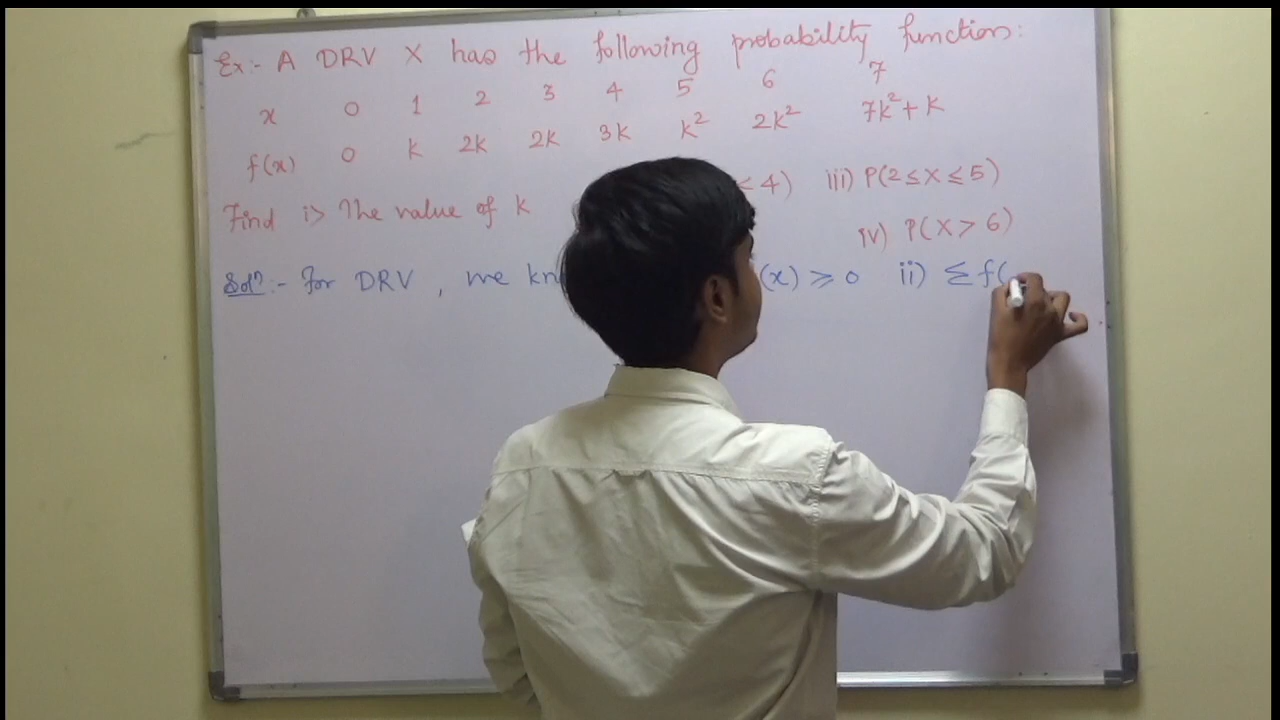 Ex:- A DRV X has the following probability function:
x 0 1 2 3 4 5 6 7
f(x) 0 k 2k 2k 3k k² 2k² 7k²+k
Find i> The value of k < 4) iii) P(2≤X≤5)
iv) P(X>6)
Solⁿ:- For DRV, we kn (x) ≥ 0 ii) Σ f(